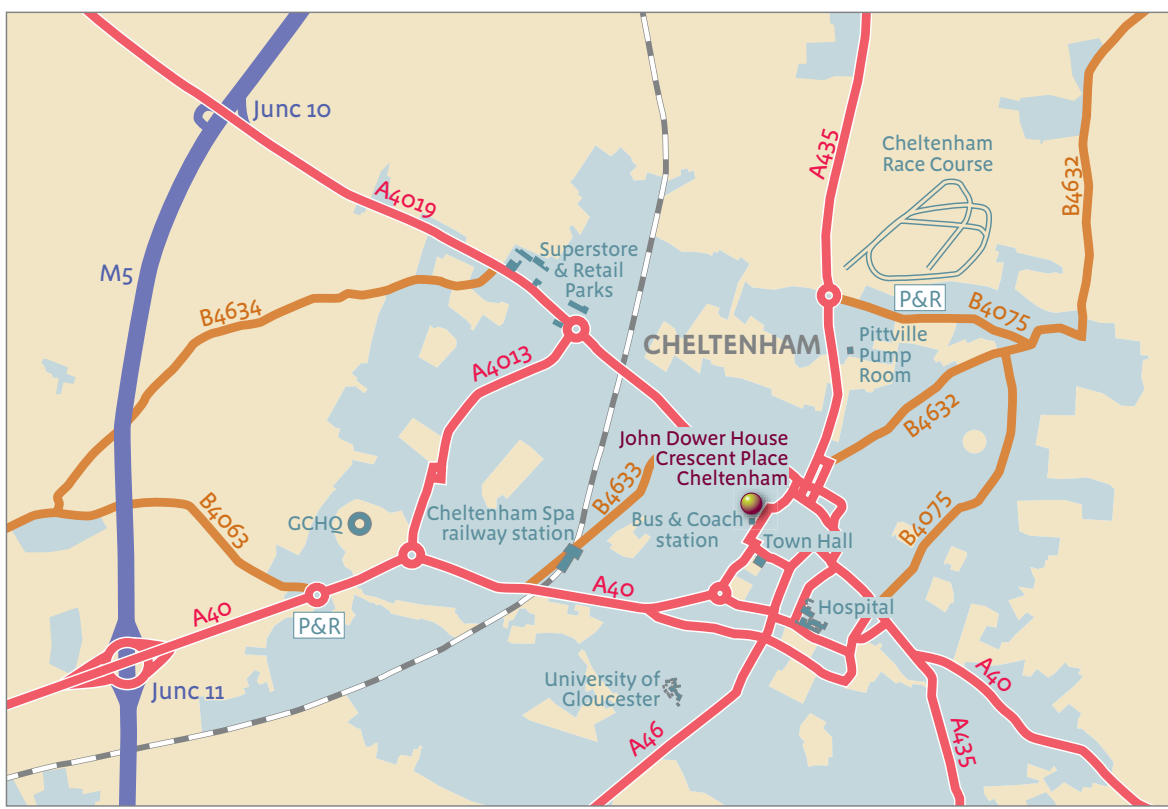 Junc 10
A435
Cheltenham
Race Course
B4632
A4019
M5
Superstore
& Retail
Parks
P&R
B4075
B4634
CHELTENHAM
Pittville
Pump
Room
A4013
B4632
John Dower House
Crescent Place
Cheltenham
B4633
B4063
GCHQ
Cheltenham Spa
railway station
Bus & Coach
station
Town Hall
B4075
A40
A40
P&R
Hospital
Junc 11
University of
Gloucester
A40
A46
A435